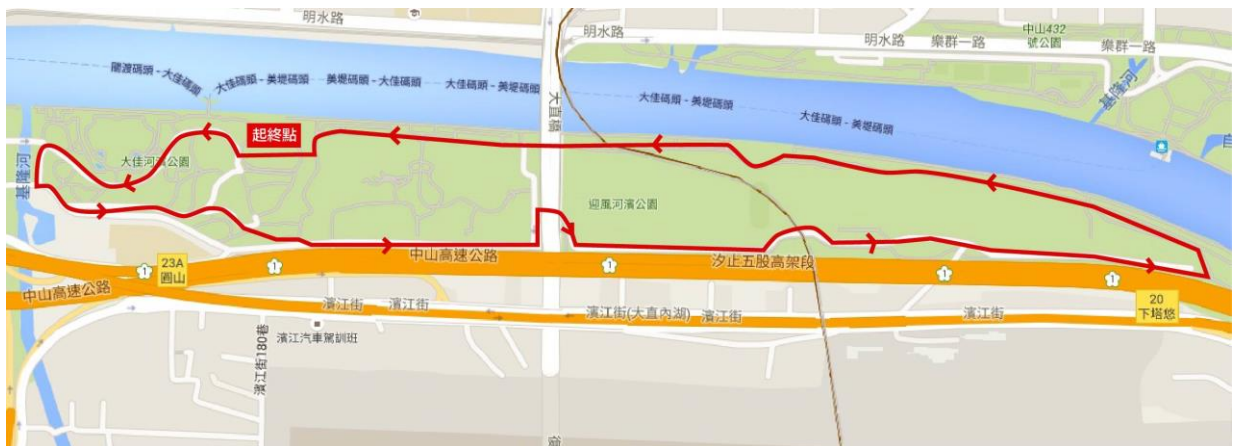 明水路
明水路
中山432
號公園
明水路
樂群一路
樂群一路
關渡碼頭 - 大佳碼頭
大佳碼頭 - 美堤碼頭
美堤碼頭 - 大佳碼頭
大佳碼頭 - 美堤碼頭
大佳碼頭 - 美堤碼頭
大佳碼頭 - 美堤碼頭
大直橋
基隆河
起終點
大佳河濱公園
基隆河
迎風河濱公園
中山高速公路
汐止五股高架段
23A
圓山
1
1
1
1
1
中山高速公路
20
下塔悠
濱江街
濱江街
濱江街(大直內湖)
濱江街
濱江街
濱江汽車駕訓班
濱江街180巷